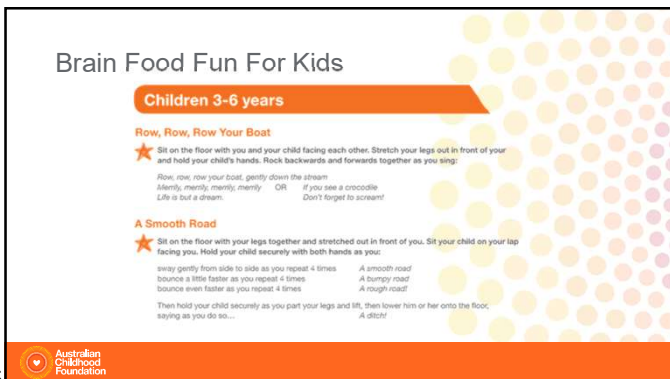 Brain Food Fun For Kids
Children 3-6 years
Row, Row, Row Your Boat
Sit on the floor with you and your child facing each other. Stretch your legs out in front of your
and hold your child's hands. Rock backwards and forwards together as you sing:
Row, row, row your boat, gently down the stream
Merrily, merrily, merrily, merrily OR If you see a crocodile
Life is but a dream. Don't forget to scream!
A Smooth Road
Sit on the floor with your legs together and stretched out in front of you. Sit your child on your lap
facing you. Hold your child securely with both hands as you:
sway gently from side to side as you repeat 4 times A smooth road
bounce a little faster as you repeat 4 times A bumpy road
bounce even faster as you repeat 4 times A rough road!
Then hold your child securely as you part your legs and lift, then lower him or her onto the floor,
saying as you do so.... A ditch!
Australian
Childhood
Foundation